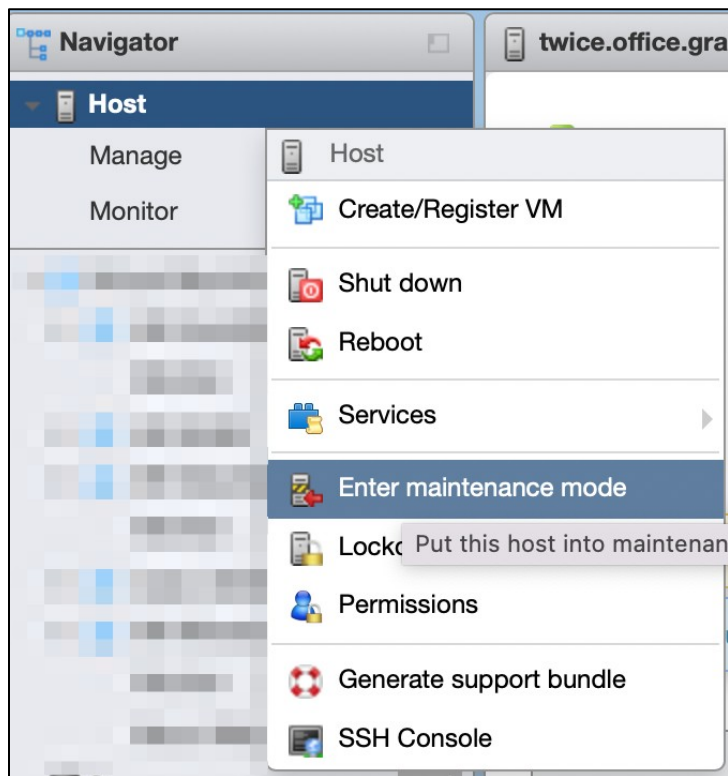 Navigator
twice.office.gra
Host
Manage
Monitor
Host
Create/Register VM
Shut down
Reboot
Services
Enter maintenance mode
Put this host into maintenan
Permissions
Generate support bundle
SSH Console